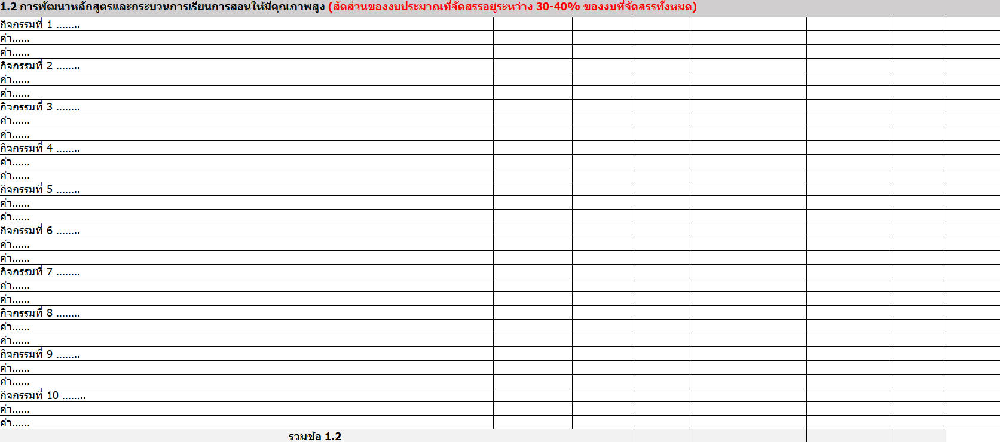 1.2 การพัฒนาหลักสูตรและกระบวนการเรียนการสอนให้มีคุณภาพสูง (สัดส่วนของงบประมาณที่จัดสรรอยู่ระหว่าง 30-40% ของงบที่จัดสรรทั้งหมด)
กิจกรรมที่ 1 ........
ค่า......
ค่า......
กิจกรรมที่ 2 ........
ค่า......
ค่า......
กิจกรรมที่ 3 ........
ค่า......
ค่า......
กิจกรรมที่ 4 ........
ค่า......
ค่า......
กิจกรรมที่ 5 ........
ค่า......
ค่า......
กิจกรรมที่ 6 ........
ค่า......
ค่า......
กิจกรรมที่ 7 ........
ค่า......
ค่า......
กิจกรรมที่ 8 ........
ค่า......
ค่า......
กิจกรรมที่ 9 ........
ค่า......
ค่า......
กิจกรรมที่ 10 ........
ค่า......
ค่า......
รวมข้อ 1.2